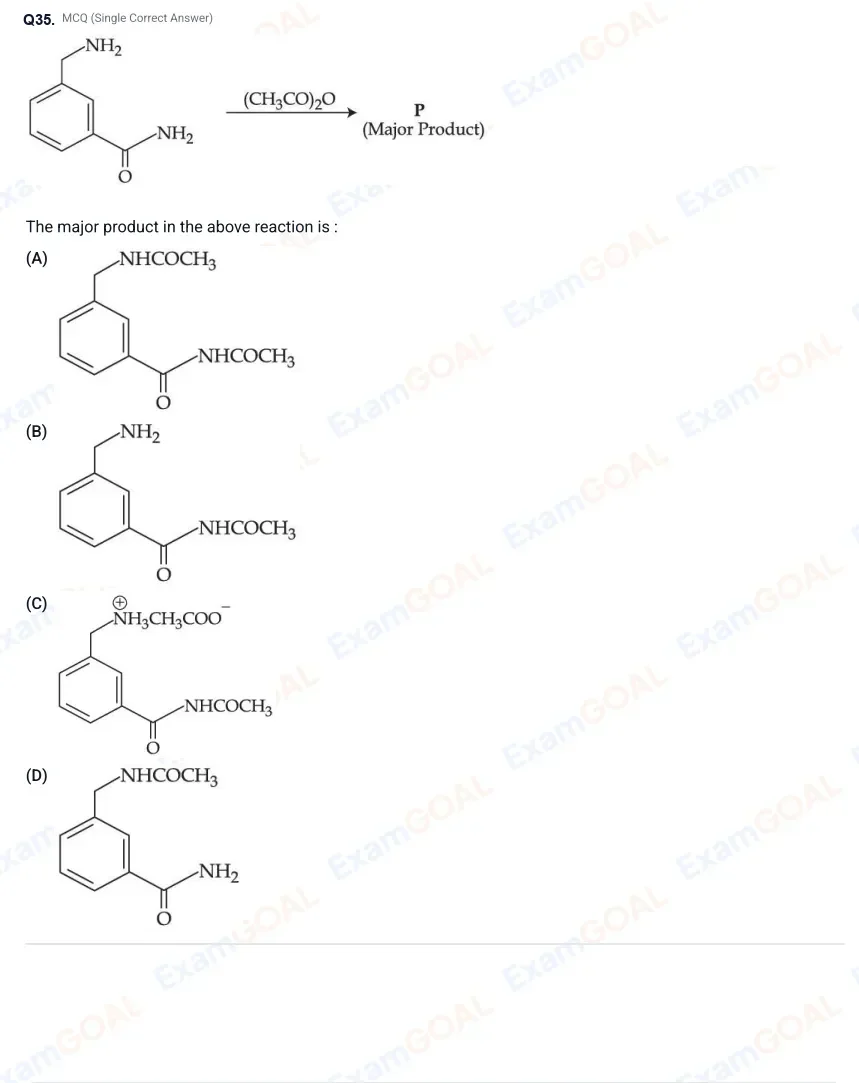 Q35. MCQ (Single Correct Answer)
NH₂
(CH₃CO)₂O
P
(Major Product)
NH₂
O
The major product in the above reaction is :
(A)
NHCOCH₃
NHCOCH₃
O
(B)
NH₂
NHCOCH₃
O
(C)
⊕
NH₃CH₃COO⁻
NHCOCH₃
O
(D)
NHCOCH₃
NH₂
O
ExamGOAL